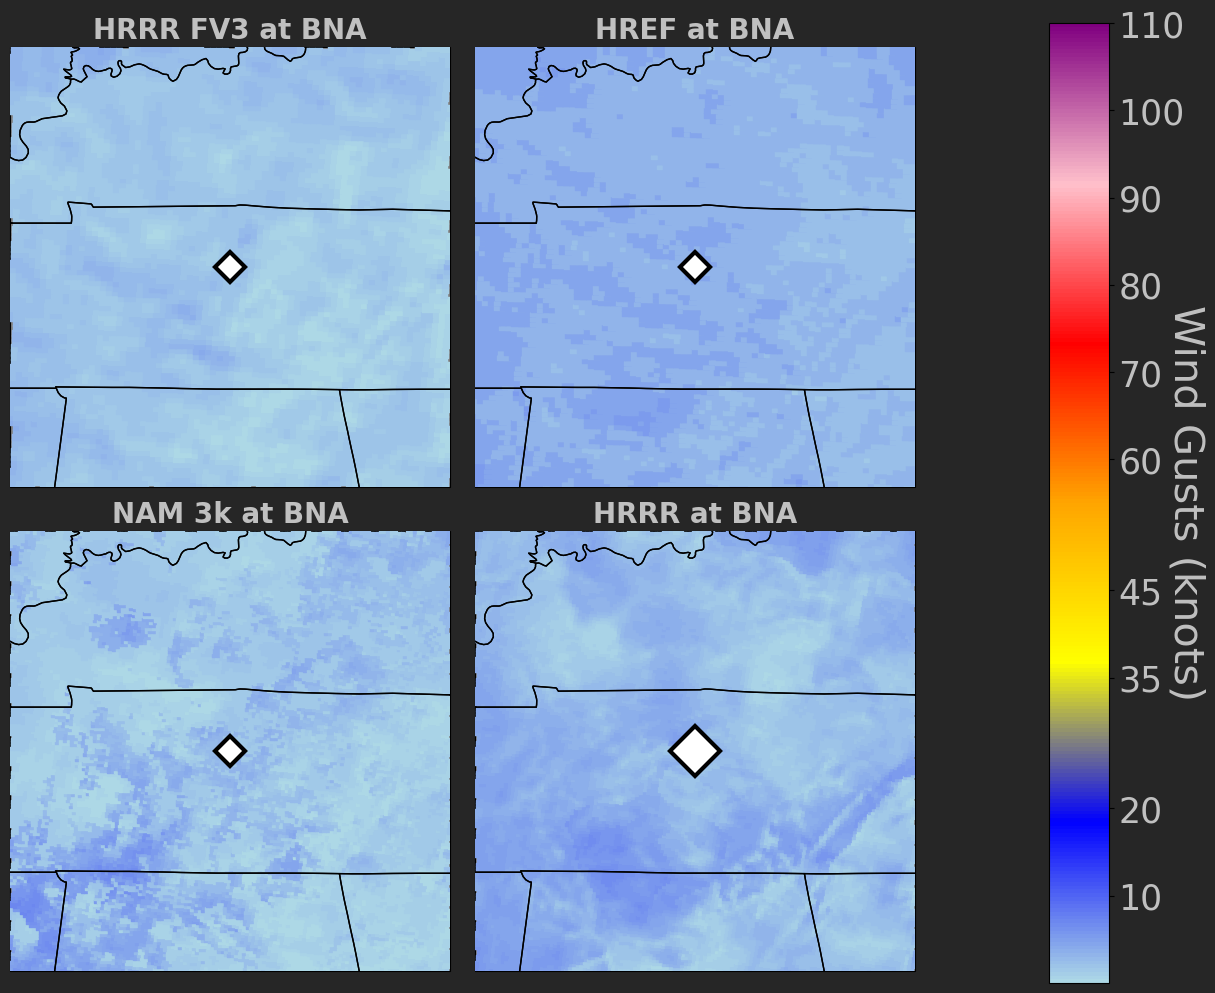 HRRR FV3 at BNA
HREF at BNA
NAM 3k at BNA
HRRR at BNA
110
100
90
80
70
60
45
35
20
10
Wind Gusts (knots)